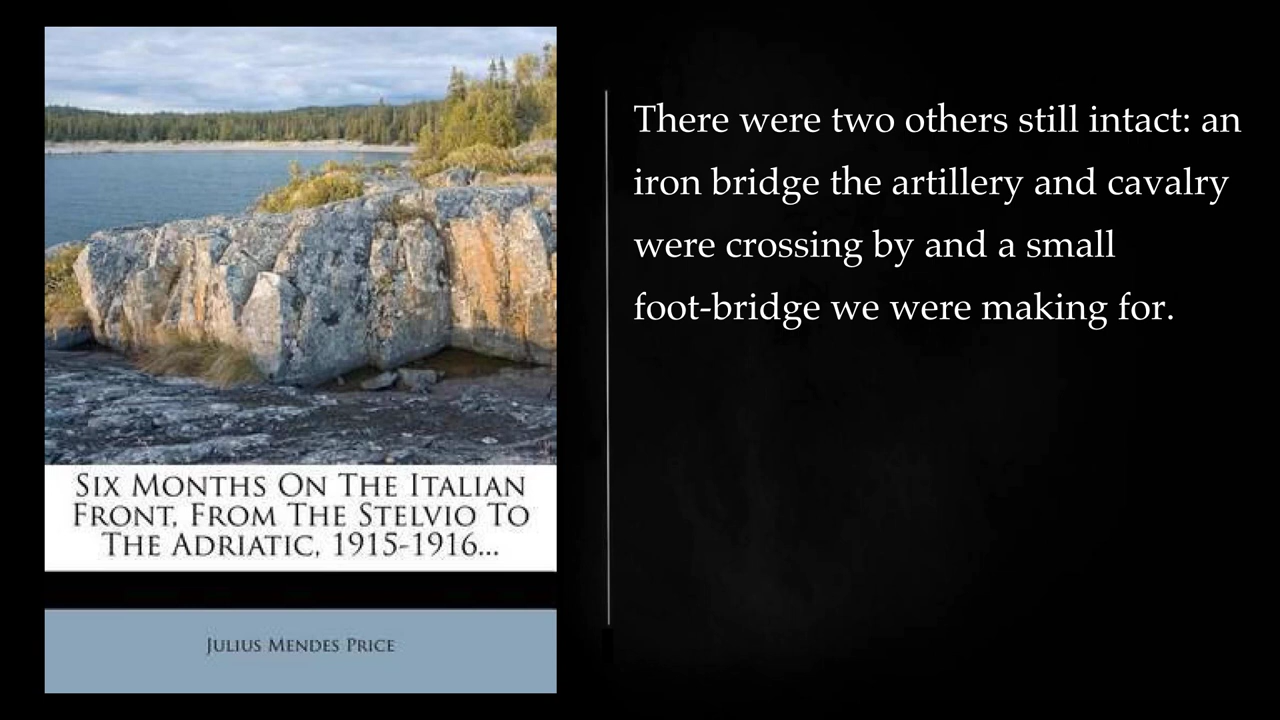 There were two others still intact: an
iron bridge the artillery and cavalry
were crossing by and a small
foot-bridge we were making for.
Six Months On The Italian
Front, From The Stelvio To
The Adriatic, 1915-1916...
Julius Mendes Price